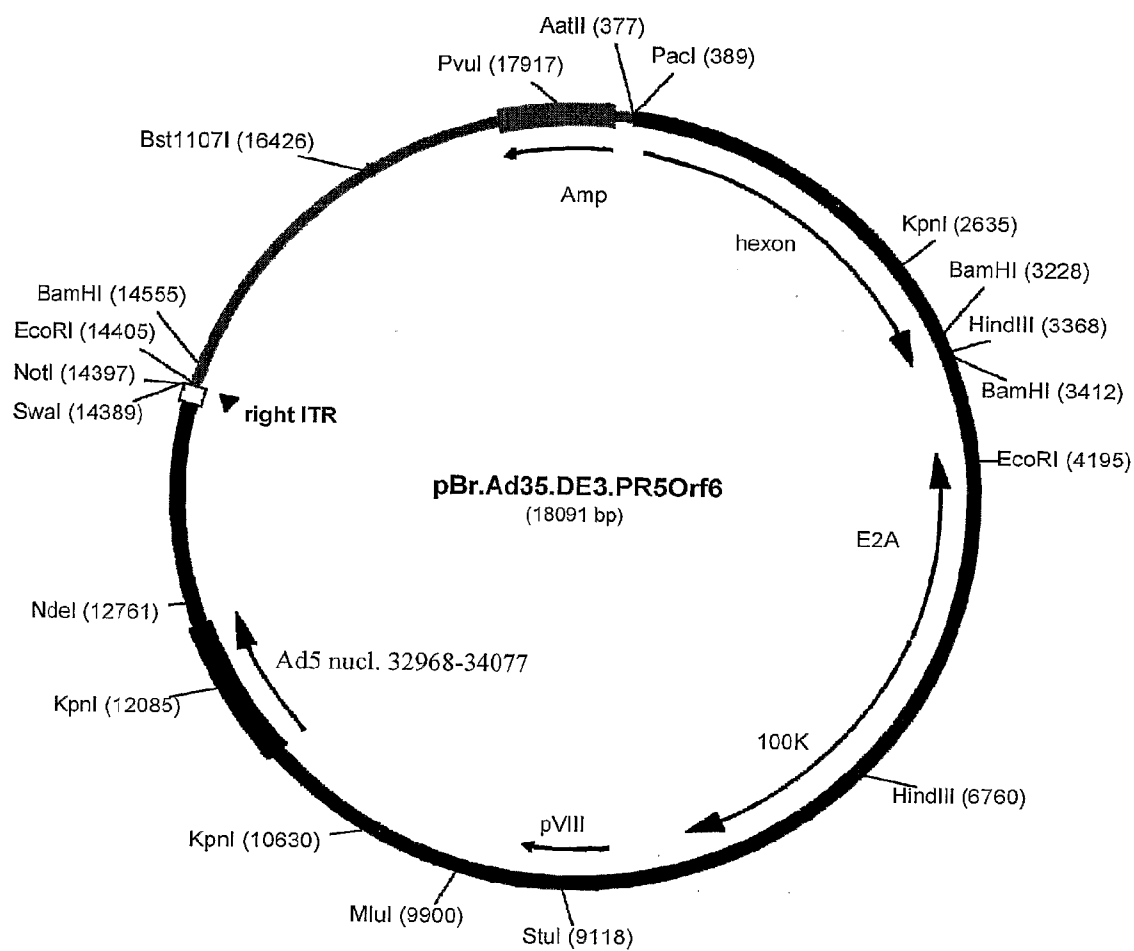 AatII (377)
PvuI (17917)
PacI (389)
Bst1107I (16426)
Amp
hexon
KpnI (2635)
BamHI (3228)
BamHI (14555)
HindIII (3368)
EcoRI (14405)
NotI (14397)
BamHI (3412)
SwaI (14389)
right ITR
EcoRI (4195)
pBr.Ad35.DE3.PR5Orf6
(18091 bp)
E2A
NdeI (12761)
Ad5 nucl. 32968-34077
KpnI (12085)
100K
HindIII (6760)
pVIII
KpnI (10630)
MluI (9900)
StuI (9118)